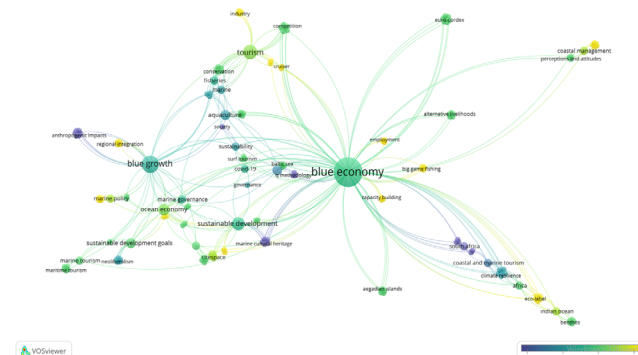 industry
competition
euro-cordex
tourism
coastal management
perceptions and attitudes
cruiser
conservation
fisheries
marine
aquaculture
alternative livelihoods
society
anthropogenic impacts
regional integration
employment
sustainability
surf tourism
blue growth
baltic sea
covid-19
q methodology
blue economy
big game fishing
governance
marine policy
marine governance
capacity building
ocean economy
sustainable development
sustainable development goals
marine cultural heritage
south africa
marine tourism
neoliberalism
coastal and marine tourism
maritime tourism
climate resilience
africa
aegadian islands
eco-label
indian ocean
benefits
VOSviewer